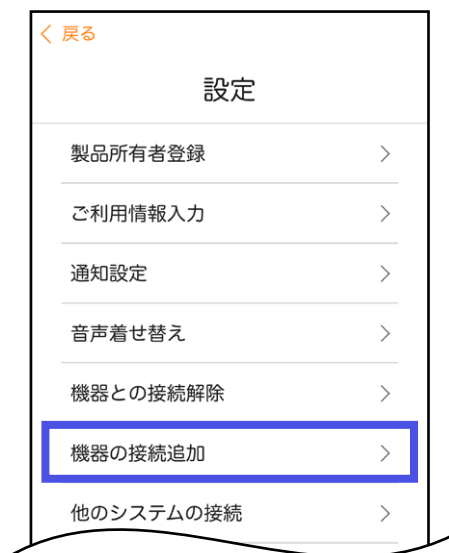 戻る
設定
製品所有者登録
ご利用情報入力
通知設定
音声着せ替え
機器との接続解除
機器の接続追加
他のシステムの接続